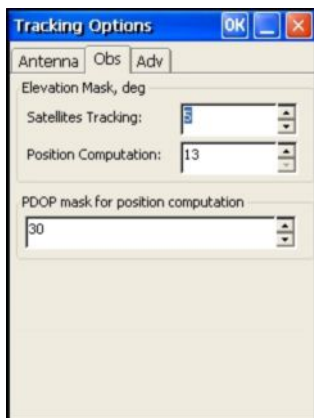 Tracking Options OK
Antenna Obs Adv
Elevation Mask, deg
Satellites Tracking: 5
Position Computation: 13
PDOP mask for position computation
30